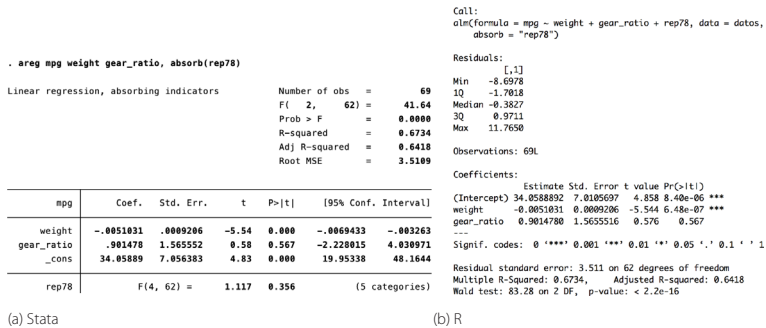 . areg mpg weight gear_ratio, absorb(rep78)
Linear regression, absorbing indicators Number of obs = 69
F( 2, 62) = 41.64
Prob > F = 0.0000
R-squared = 0.6734
Adj R-squared = 0.6418
Root MSE = 3.5109
mpg Coef. Std. Err. t P>|t| [95% Conf. Interval]
weight -.0051031 .0009206 -5.54 0.000 -.0069433 -.003263
gear_ratio .901478 1.565552 0.58 0.567 -2.228015 4.030971
_cons 34.05889 7.056383 4.83 0.000 19.95338 48.1644
rep78 F(4, 62) = 1.117 0.356 (5 categories)
(a) Stata
Call:
alm(formula = mpg ~ weight + gear_ratio + rep78, data = datos,
absorb = "rep78")
Residuals:
[,1]
Min -8.6978
1Q -1.7018
Median -0.3827
3Q 0.9711
Max 11.7650
Observations: 69L
Coefficients:
Estimate Std. Error t value Pr(>|t|)
(Intercept) 34.0588892 7.0105697 4.858 8.40e-06 ***
weight -0.0051031 0.0009206 -5.544 6.48e-07 ***
gear_ratio 0.9014780 1.5655516 0.576 0.567
---
Signif. codes: 0 '***' 0.001 '**' 0.01 '*' 0.05 '.' 0.1 ' ' 1
Residual standard error: 3.511 on 62 degrees of freedom
Multiple R-Squared: 0.6734, Adjusted R-squared: 0.6418
Wald test: 83.28 on 2 DF, p-value: < 2.2e-16
(b) R